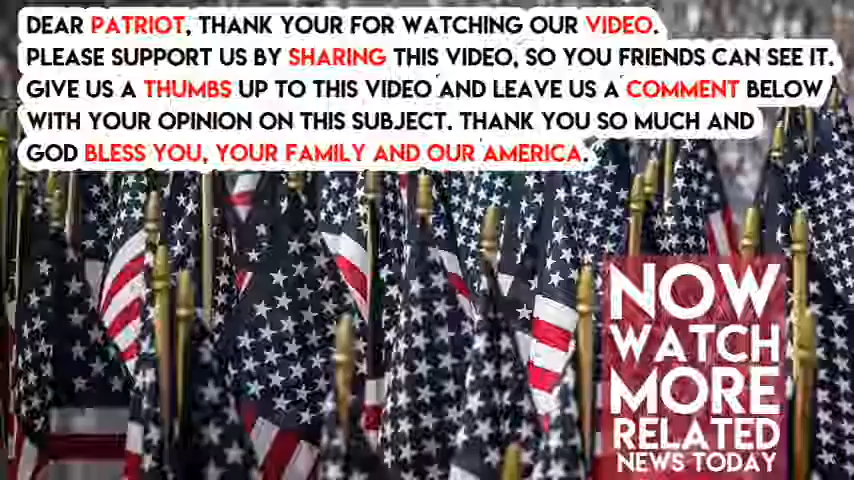 DEAR PATRIOT, THANK YOUR FOR WATCHING OUR VIDEO.
PLEASE SUPPORT US BY SHARING THIS VIDEO, SO YOU FRIENDS CAN SEE IT.
GIVE US A THUMBS UP TO THIS VIDEO AND LEAVE US A COMMENT BELOW
WITH YOUR OPINION ON THIS SUBJECT. THANK YOU SO MUCH AND
GOD BLESS YOU, YOUR FAMILY AND OUR AMERICA.
NOW
WATCH
MORE
RELATED
NEWS TODAY